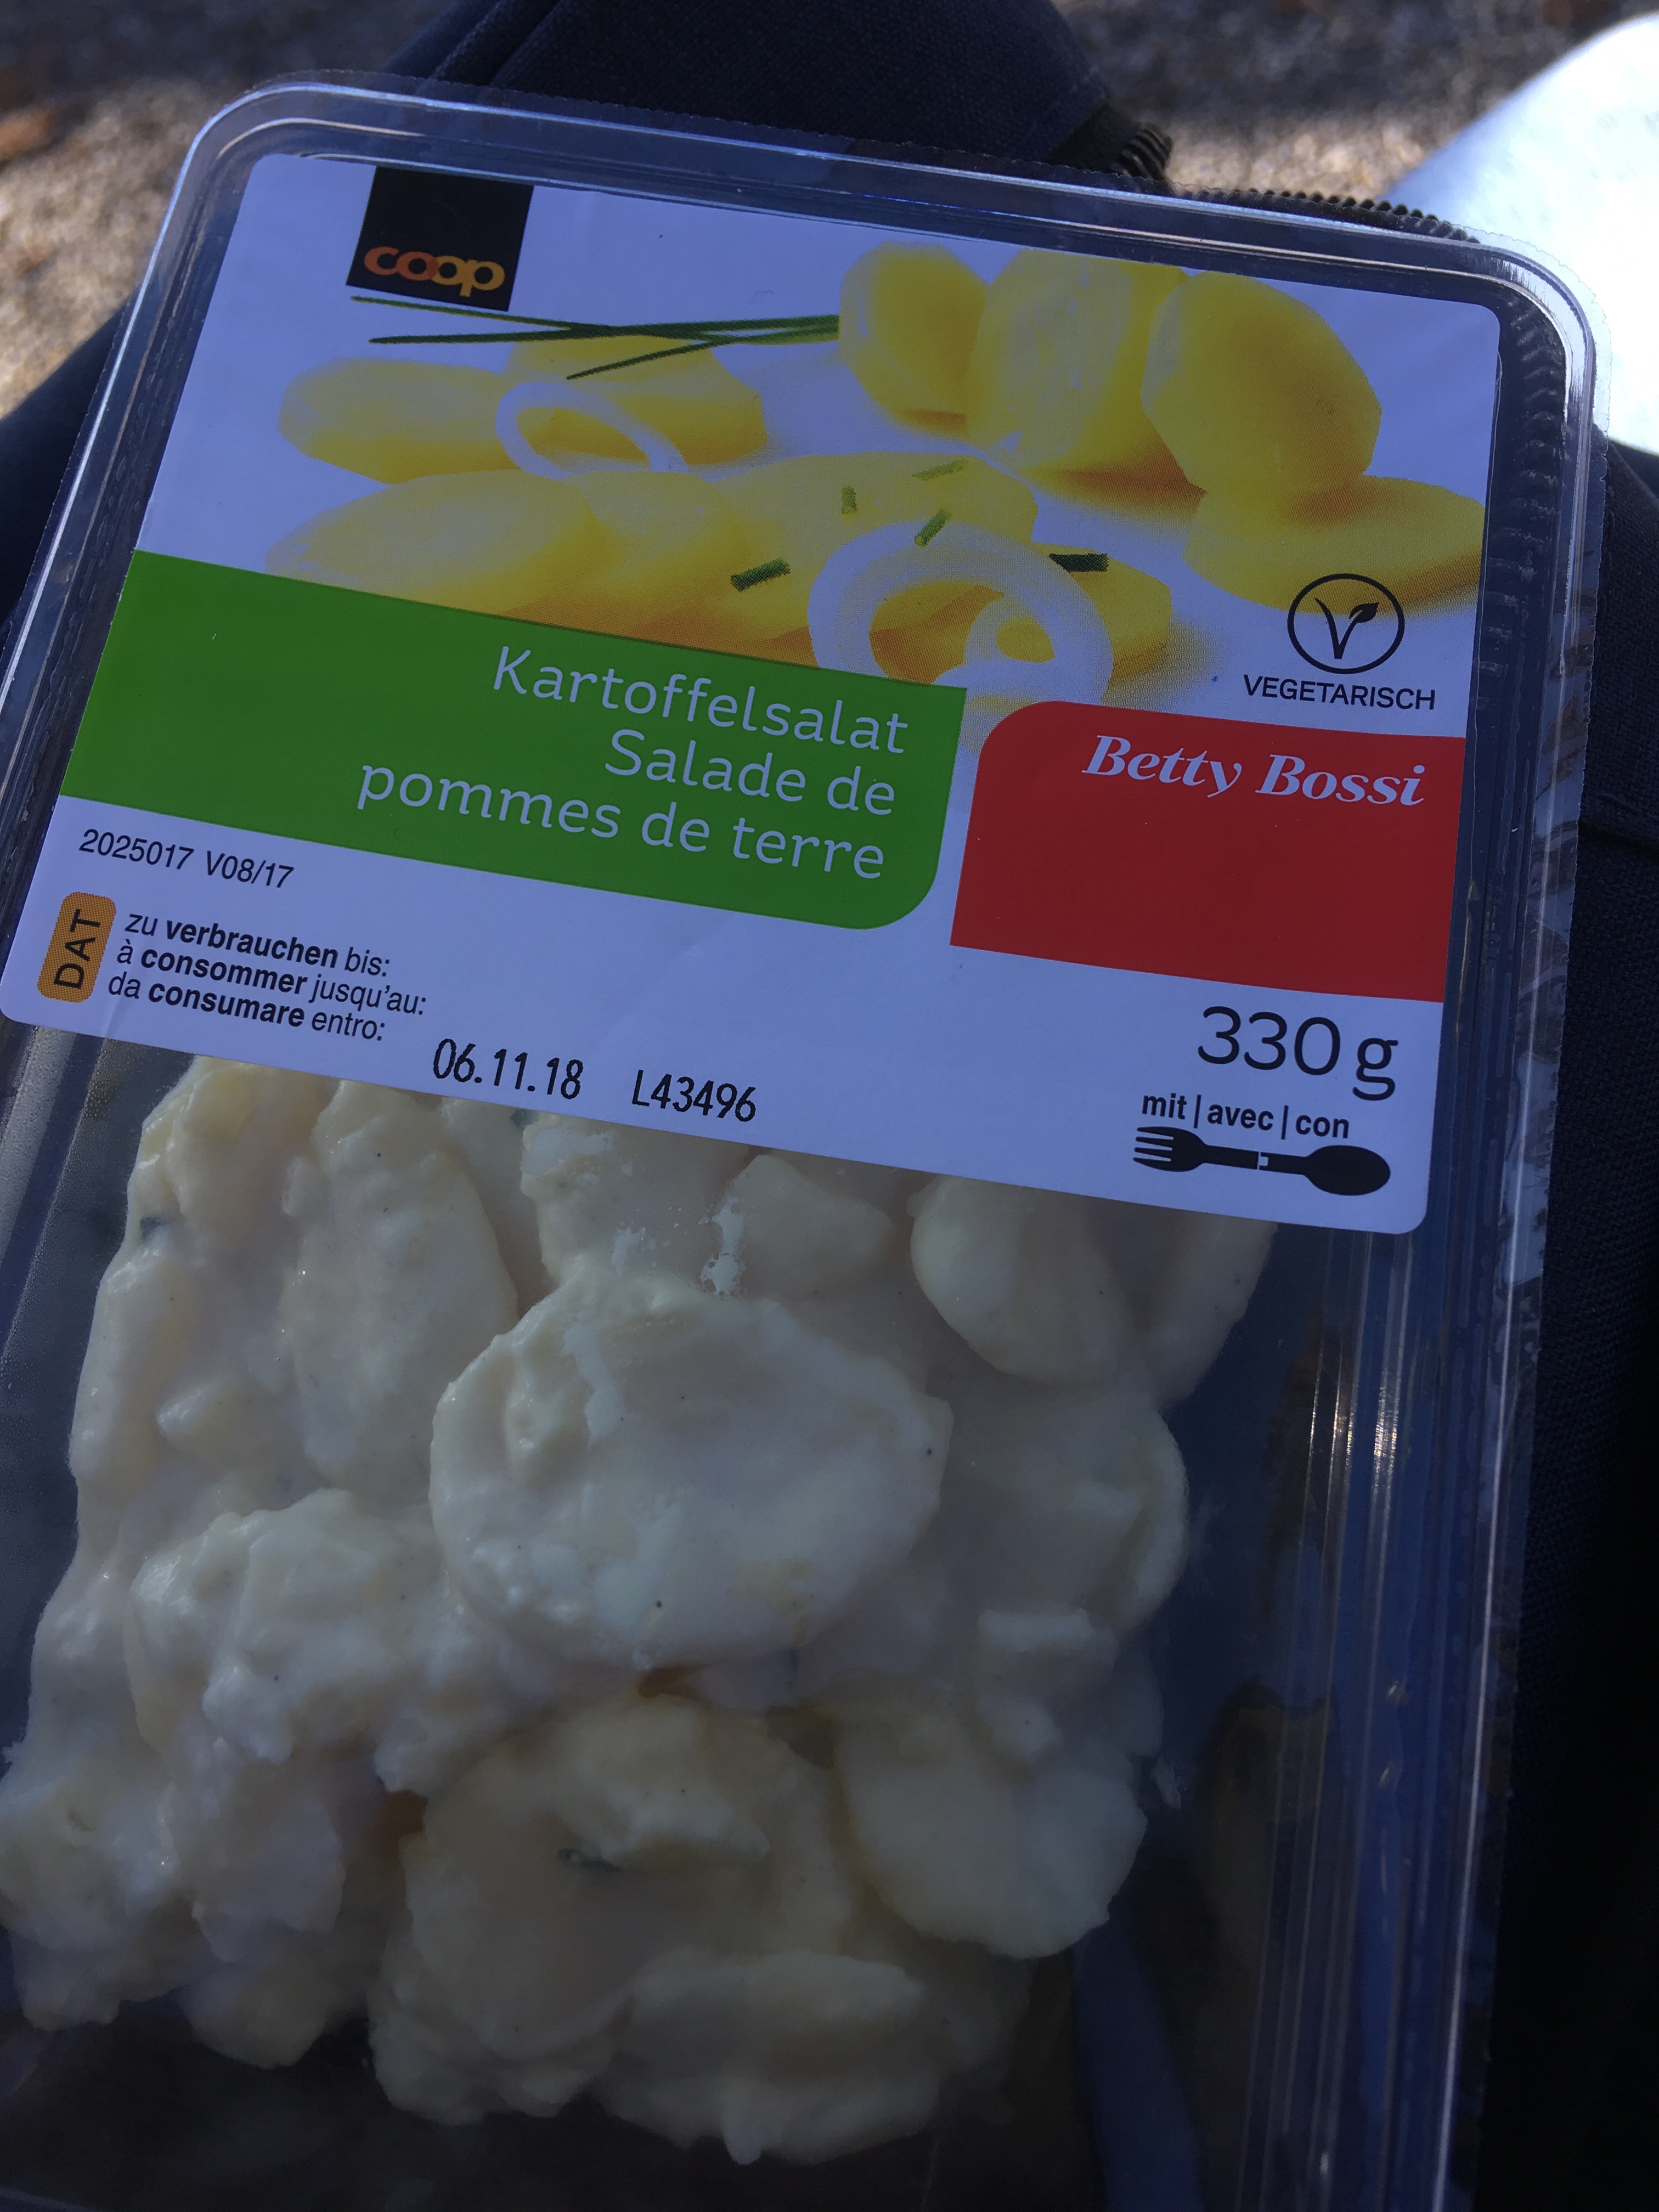 coop
VEGETARISCH
Kartoffelsalat
Salade de
pommes de terre
Betty Bossi
2025017 V08/17
DAT
zu verbrauchen bis:
à consommer jusqu'au:
da consumare entro:
06.11.18 L43496
330g
mit | avec | con